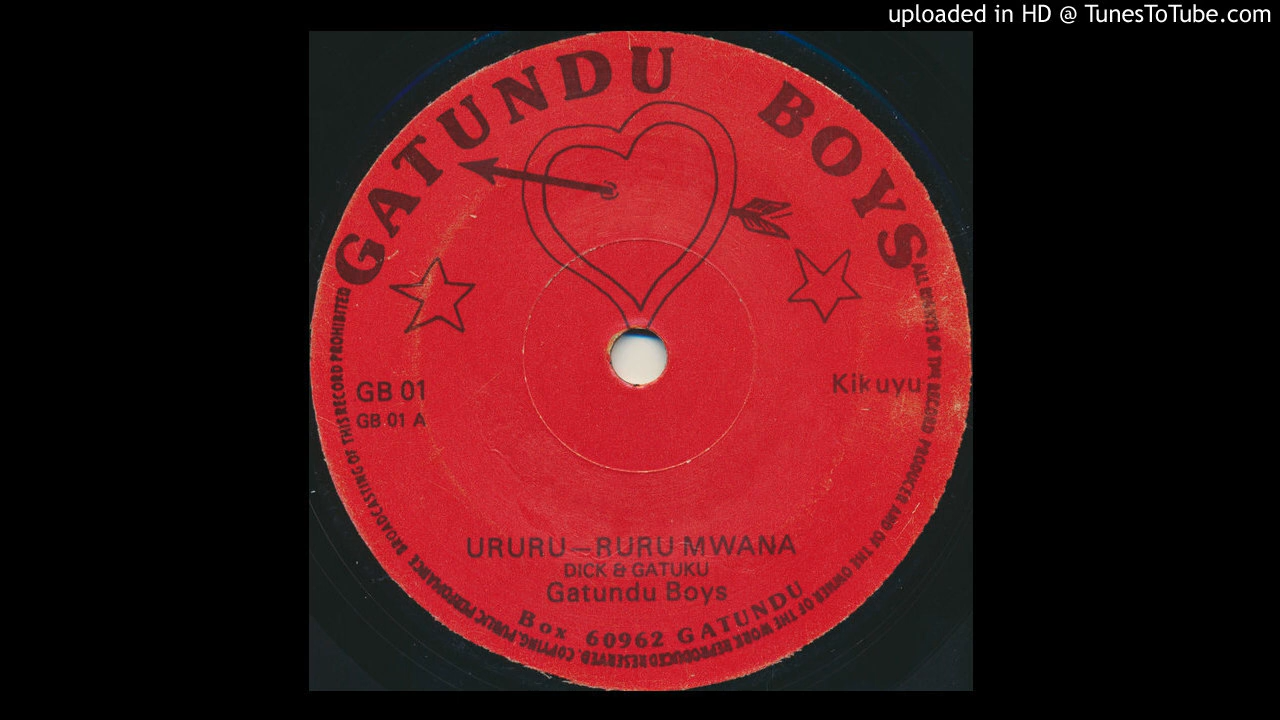 uploaded in HD @ TunesToTube.com
GATUNDU BOYS
GB 01
GB 01 A
Kikuyu
URURU–RURU MWANA
DICK & GATUKU
Gatundu Boys
Box 60962 GATUNDU
ALL RIGHTS OF THE RECORD PRODUCER AND OF THE OWNER OF THE WORK REPRODUCED RESERVED. COPYING, PUBLIC PERFOMANCE BROADCASTING OF THIS RECORD PROHIBITED